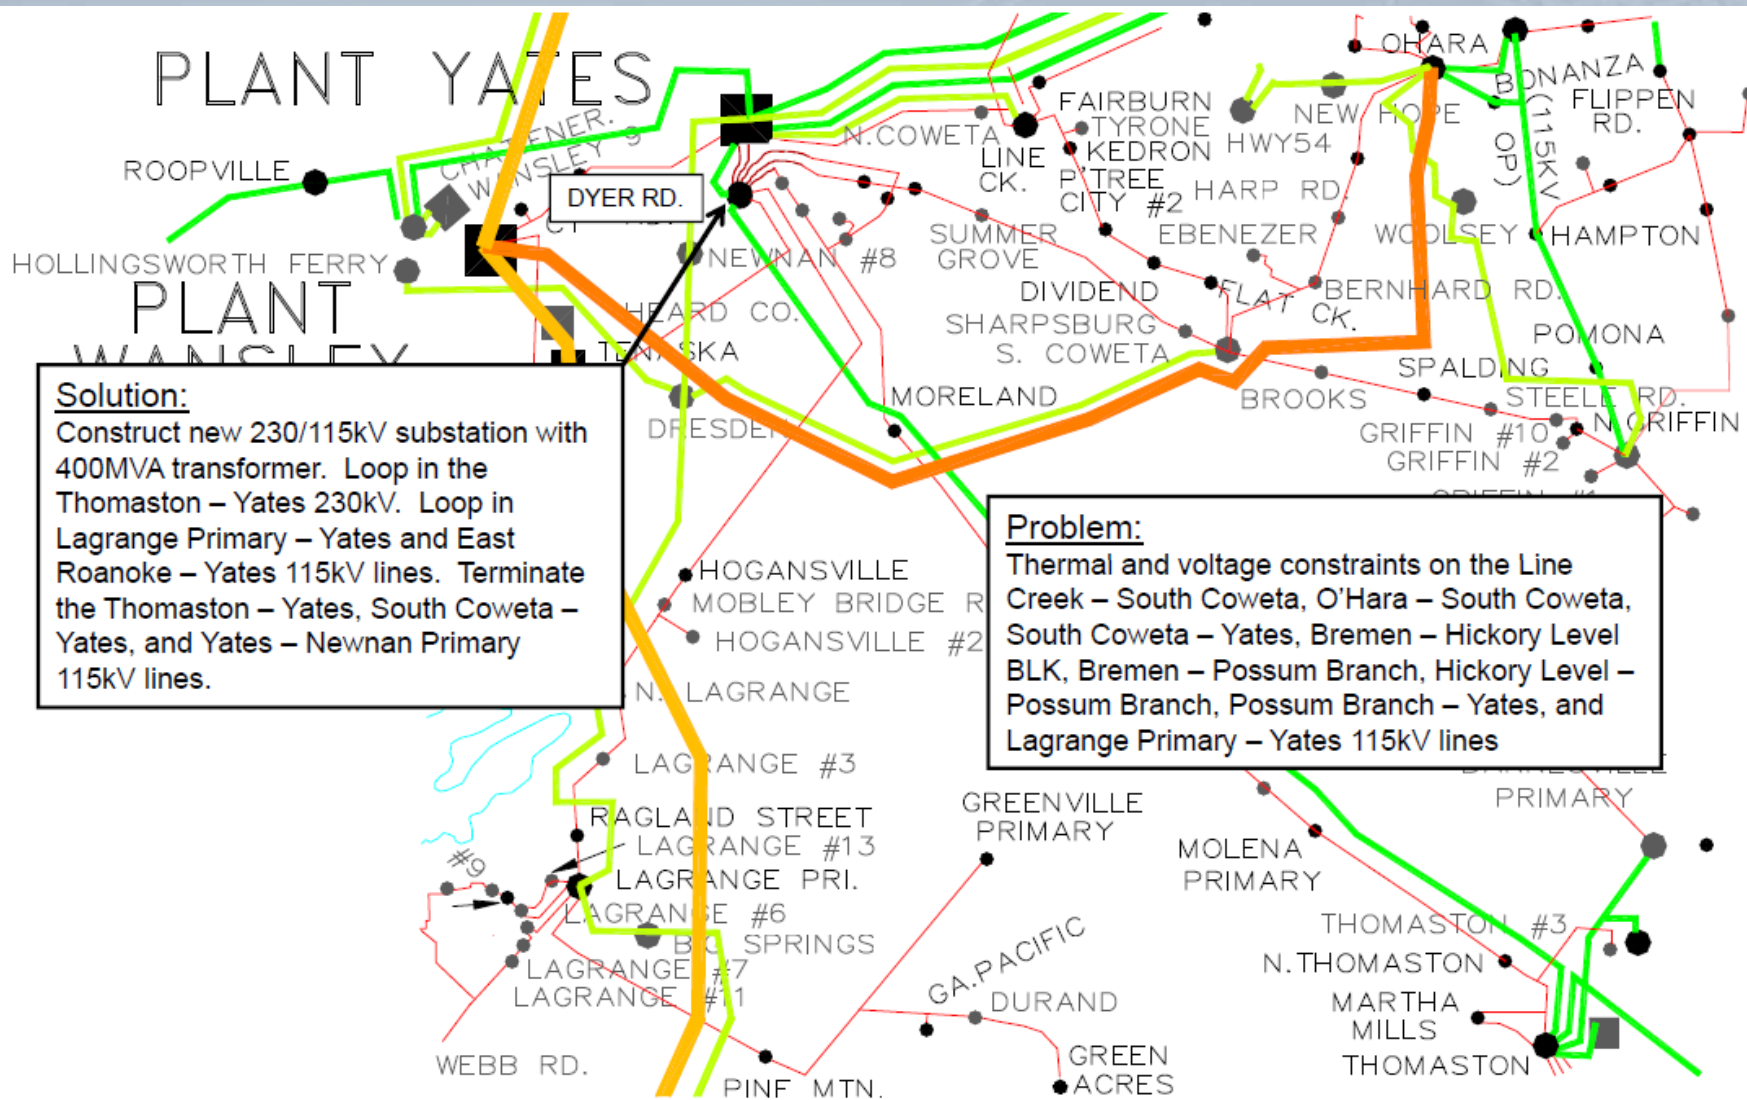 PLANT YATES
OHARA
BONANZA
(115KV
OP)
FLIPPEN
RD.
FAIRBURN
TYRONE
KEDRON
P'TREE
CITY #2
NEW HOPE
HWY54
N.COWETA
LINE
CK.
CHATTENER.
WANSLEY 9
ROOPVILLE
DYER RD.
HARP RD.
SUMMER
GROVE
EBENEZER
WOOLSEY
HAMPTON
HOLLINGSWORTH FERRY
NEWNAN #8
PLANT
WANSLEY
HEARD CO.
DIVIDEND
FLAT
CK.
BERNHARD RD.
SHARPSBURG
S. COWETA
POMONA
TENASKA
SPALDING
MORELAND
BROOKS
STEELE RD.
DRESDEN
N.GRIFFIN
GRIFFIN #10
GRIFFIN #2
GRIFFIN #1
Solution:
Construct new 230/115kV substation with
400MVA transformer. Loop in the
Thomaston – Yates 230kV. Loop in
Lagrange Primary – Yates and East
Roanoke – Yates 115kV lines. Terminate
the Thomaston – Yates, South Coweta –
Yates, and Yates – Newnan Primary
115kV lines.
Problem:
Thermal and voltage constraints on the Line
Creek – South Coweta, O'Hara – South Coweta,
South Coweta – Yates, Bremen – Hickory Level
BLK, Bremen – Possum Branch, Hickory Level –
Possum Branch, Possum Branch – Yates, and
Lagrange Primary – Yates 115kV lines
HOGANSVILLE
MOBLEY BRIDGE R
HOGANSVILLE #2
N. LAGRANGE
LAGRANGE #3
BARNESVILLE
PRIMARY
GREENVILLE
PRIMARY
RAGLAND STREET
LAGRANGE #13
#9
LAGRANGE PRI.
MOLENA
PRIMARY
LAGRANGE #6
BIG SPRINGS
THOMASTON #3
LAGRANGE #7
LAGRANGE #11
GA.PACIFIC
DURAND
N.THOMASTON
MARTHA
MILLS
WEBB RD.
GREEN
ACRES
THOMASTON
PINE MTN.